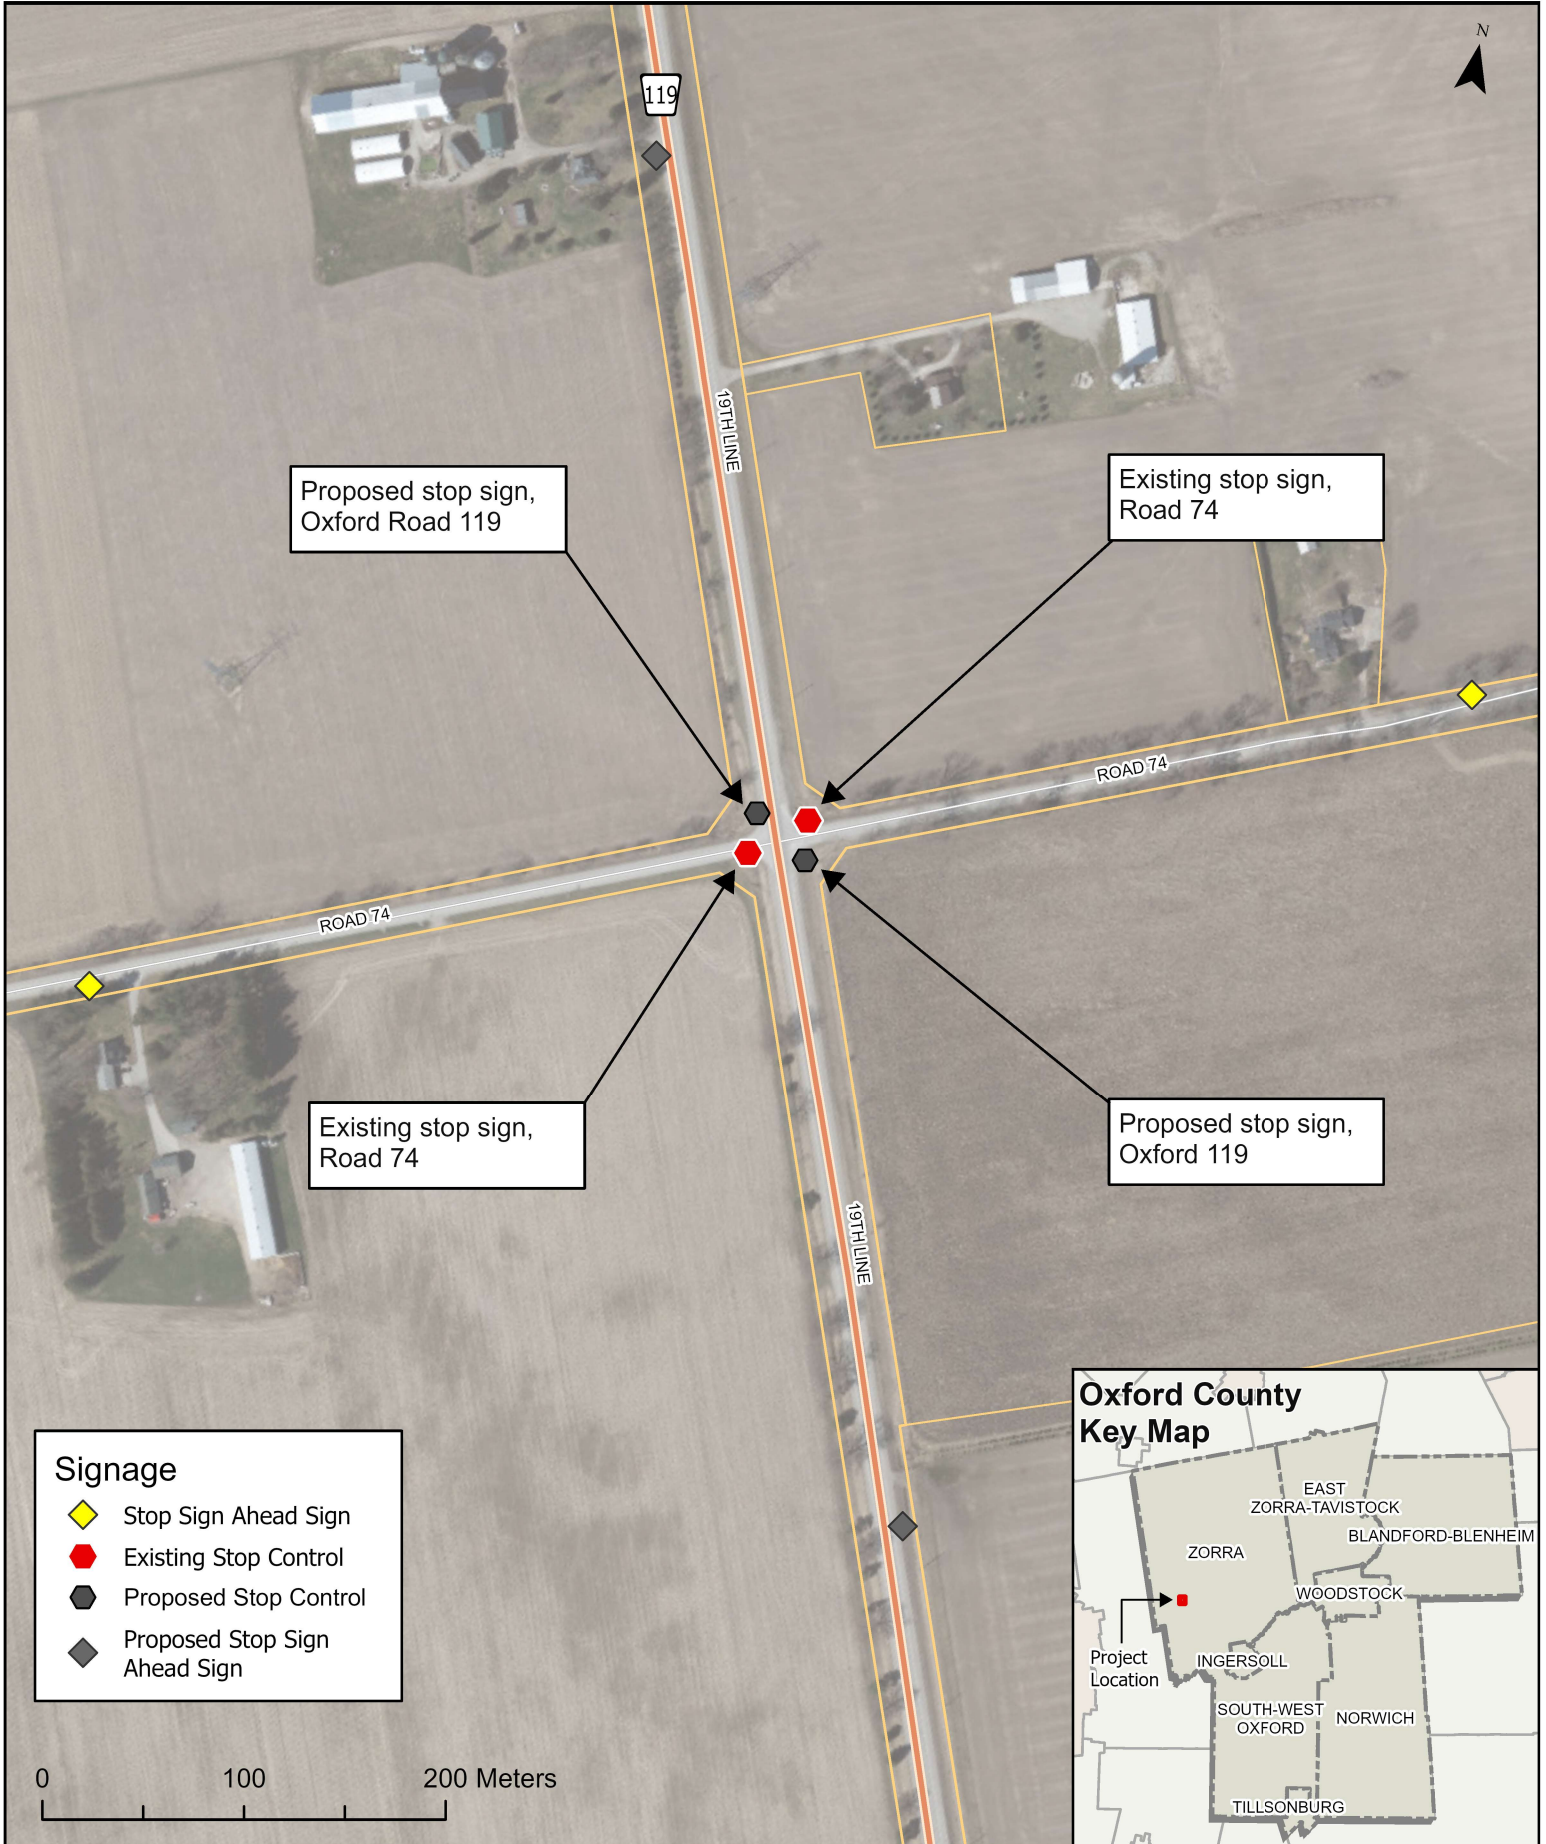 N
119
19TH LINE
Proposed stop sign,
Oxford Road 119
Existing stop sign,
Road 74
ROAD 74
ROAD 74
Existing stop sign,
Road 74
Proposed stop sign,
Oxford 119
19TH LINE
Signage
Stop Sign Ahead Sign
Existing Stop Control
Proposed Stop Control
Proposed Stop Sign
Ahead Sign
0 100 200 Meters
Oxford County
Key Map
EAST
ZORRA-TAVISTOCK
BLANDFORD-BLENHEIM
ZORRA
WOODSTOCK
Project
Location
INGERSOLL
SOUTH-WEST
OXFORD
NORWICH
TILLSONBURG